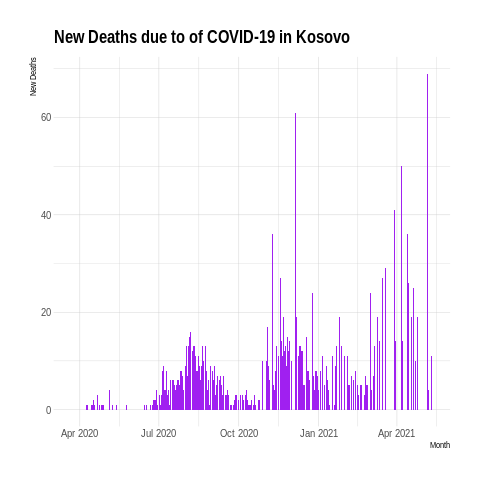 New Deaths due to of COVID-19 in Kosovo
New Deaths
60
40
20
0
Apr 2020
Jul 2020
Oct 2020
Jan 2021
Apr 2021
Month